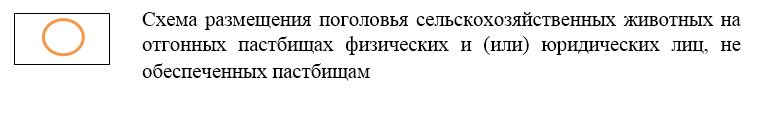 Схема размещения поголовья сельскохозяйственных животных на
отгонных пастбищах физических и (или) юридических лиц, не
обеспеченных пастбищам